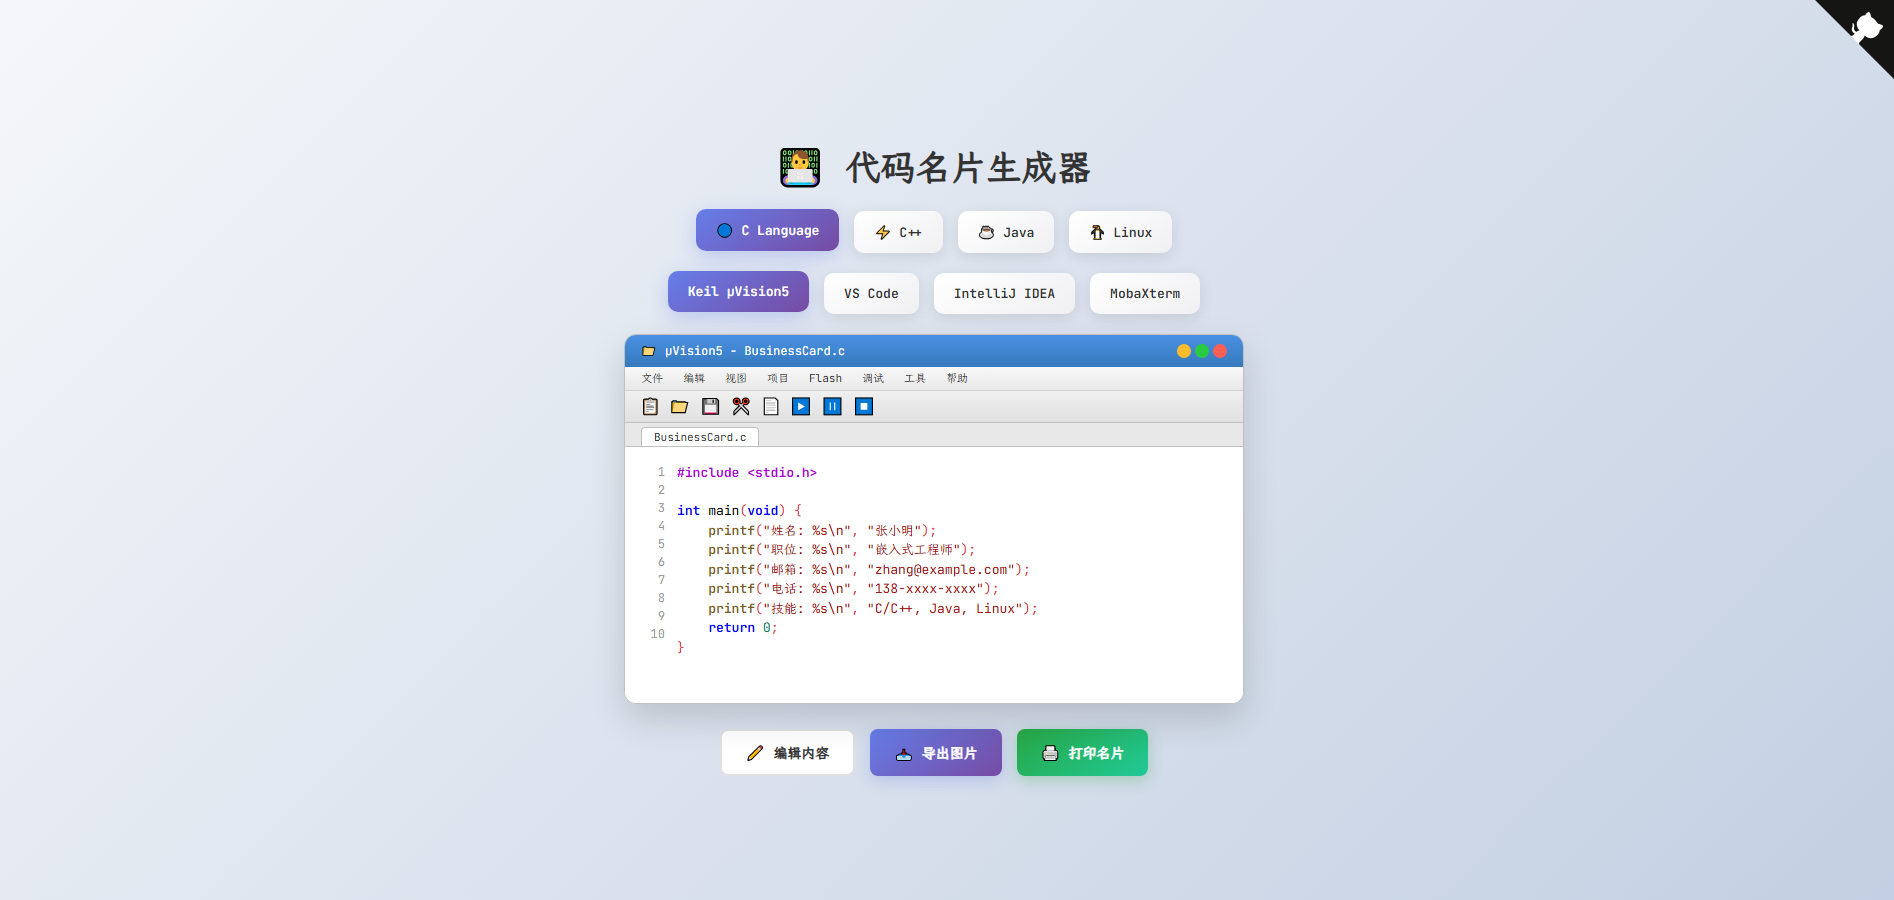 代码名片生成器
C Language C++ Java Linux
Keil μVision5 VS Code IntelliJ IDEA MobaXterm
μVision5 - BusinessCard.c
文件 编辑 视图 项目 Flash 调试 工具 帮助
BusinessCard.c
1 #include <stdio.h>
2
3 int main(void) {
4     printf("姓名: %s\n", "张小明");
5     printf("职位: %s\n", "嵌入式工程师");
6     printf("邮箱: %s\n", "zhang@example.com");
7     printf("电话: %s\n", "138-xxxx-xxxx");
8     printf("技能: %s\n", "C/C++, Java, Linux");
9     return 0;
10 }
编辑内容 导出图片 打印名片